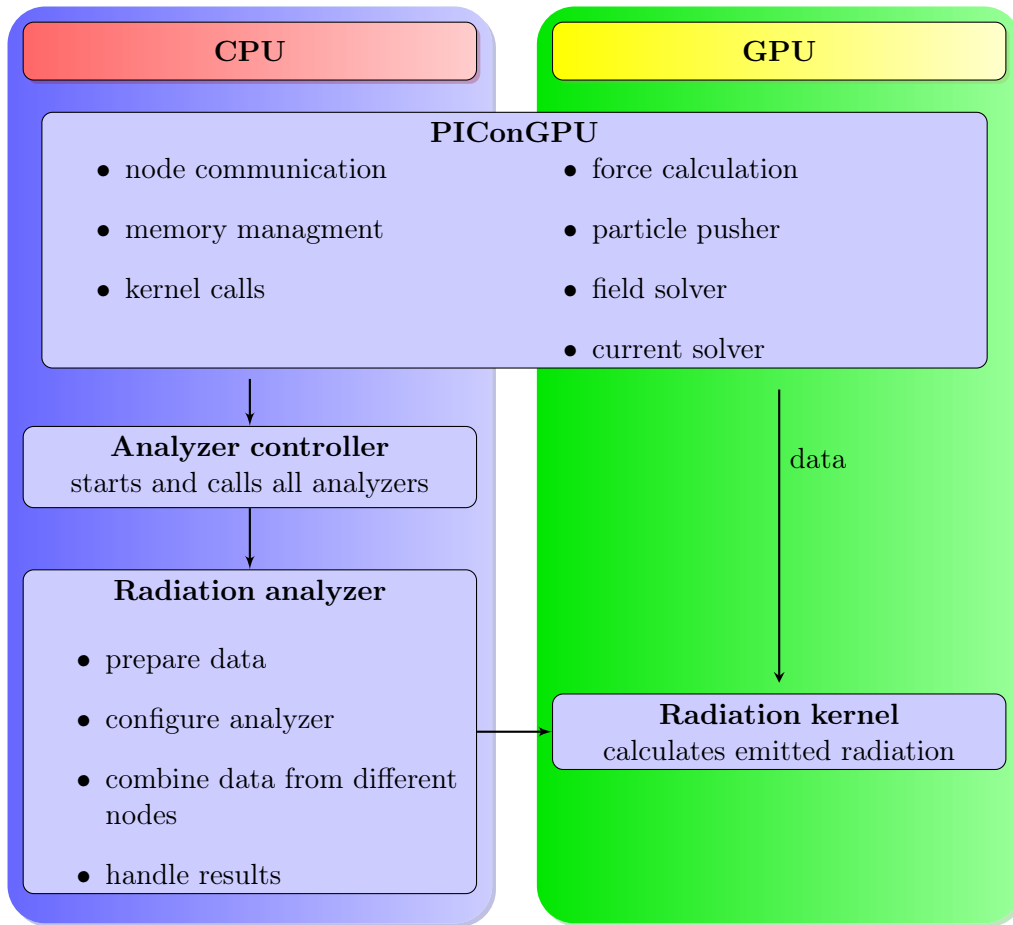 CPU
GPU
PIConGPU
• node communication
• memory managment
• kernel calls
• force calculation
• particle pusher
• field solver
• current solver
Analyzer controller
starts and calls all analyzers
data
Radiation analyzer
• prepare data
• configure analyzer
• combine data from different
nodes
• handle results
Radiation kernel
calculates emitted radiation